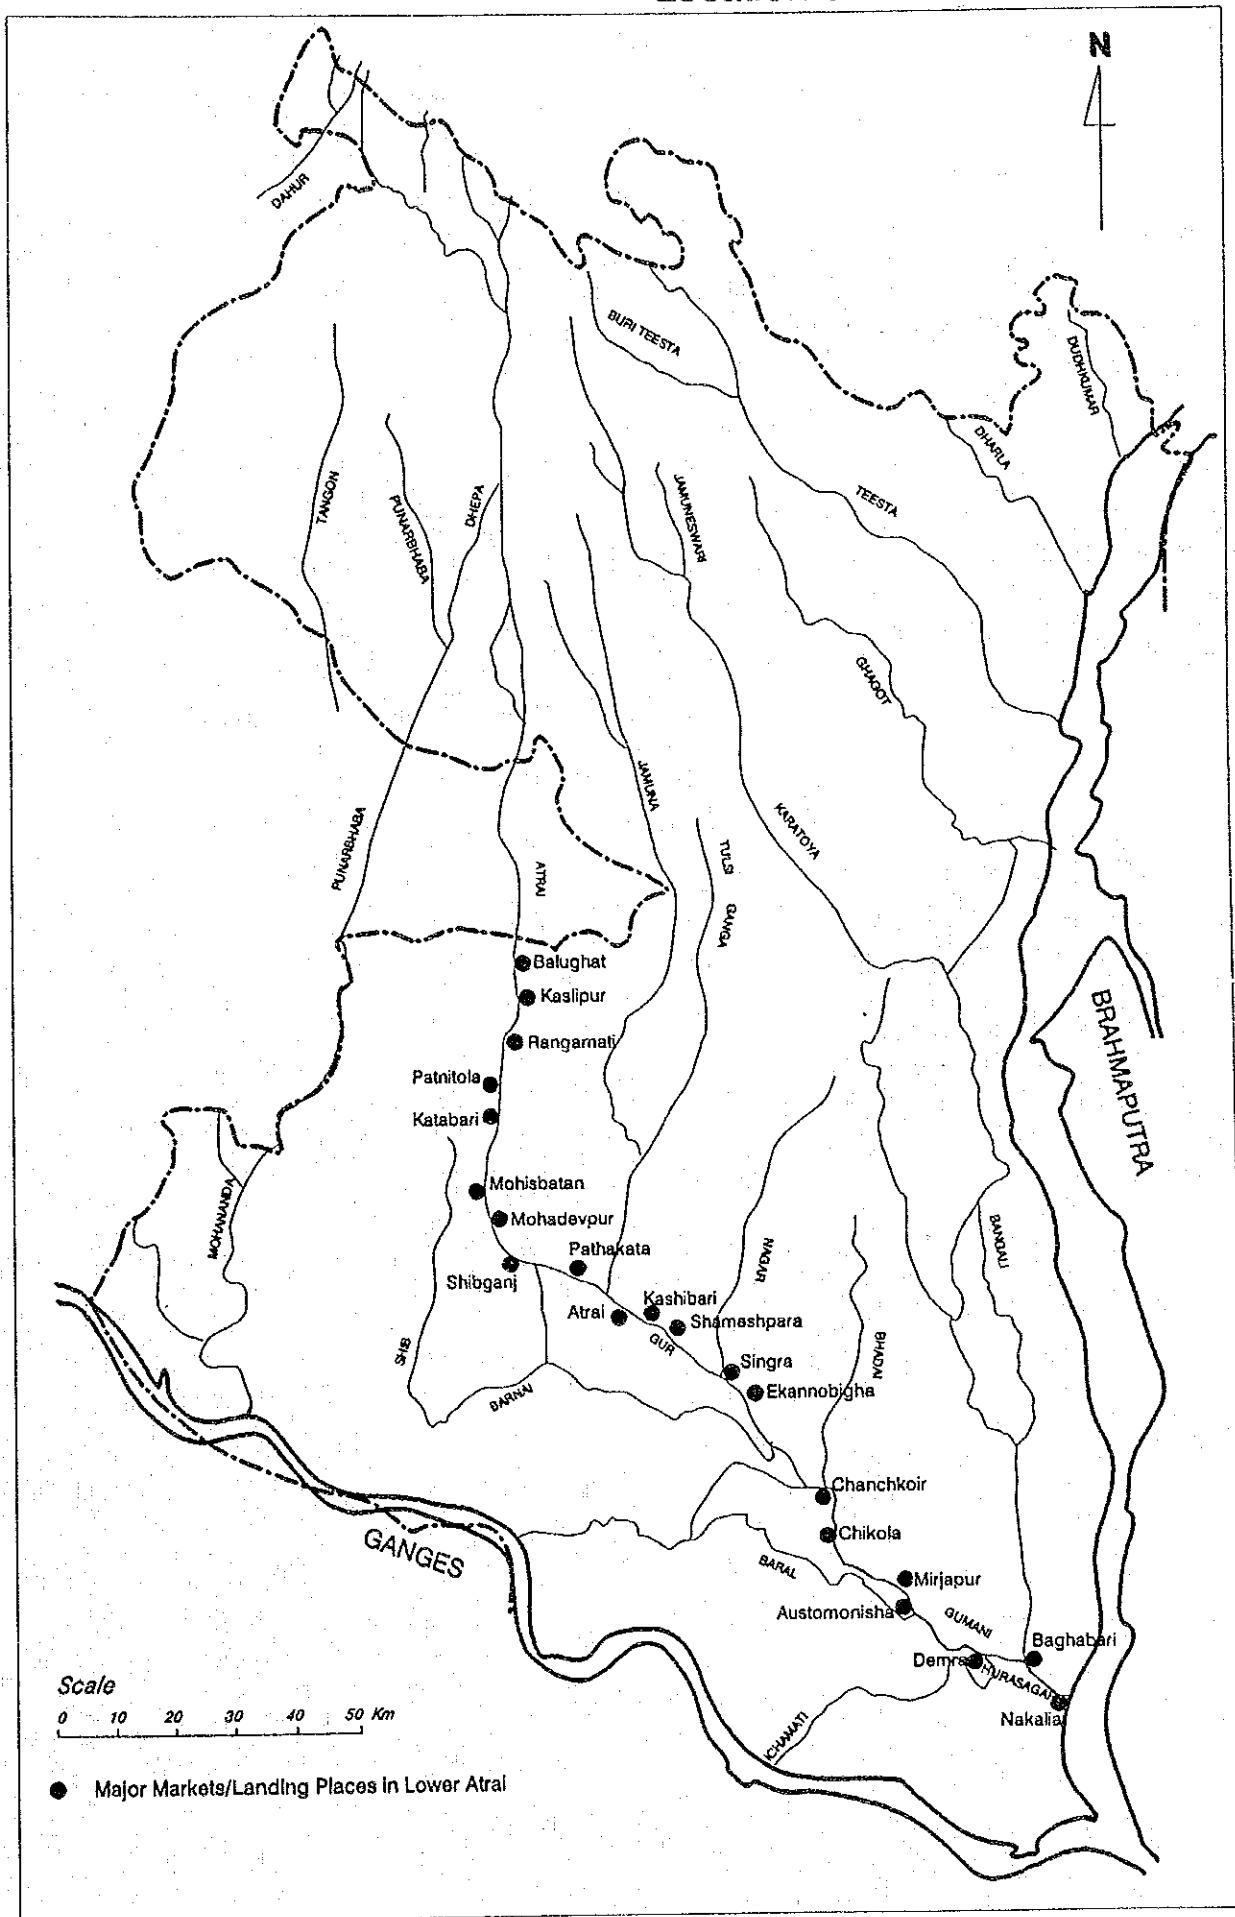 N
DAHUR
BURI TEESTA
DUDHKUMAR
DHARLA
TEESTA
TANGON
PUNARBHABA
DHEPA
JAMUNESWARI
GHAGOT
JAMUNA
KARATOYA
PUNARBHABA
ATRAI
TULSI GANGA
Balughat
Kaslipur
Rangamati
Patnitola
Katabari
BRAHMAPUTRA
Mohisbatan
Mohadevpur
MOHANANDA
BANGALI
Pathakata
NAGAR
Shibganj
Kashibari
Atrai
Shamashpara
GUR
SHIB
BHADAI
Singra
Ekannobigha
BARNAI
Chanchkoir
Chikola
GANGES
BARAL
Mirjapur
Austomonisha
GUMANI
Baghabari
Demra
HURASAGAR
Nakalia
ICHAMATI
Scale
0 10 20 30 40 50 Km
Major Markets/Landing Places in Lower Atrai